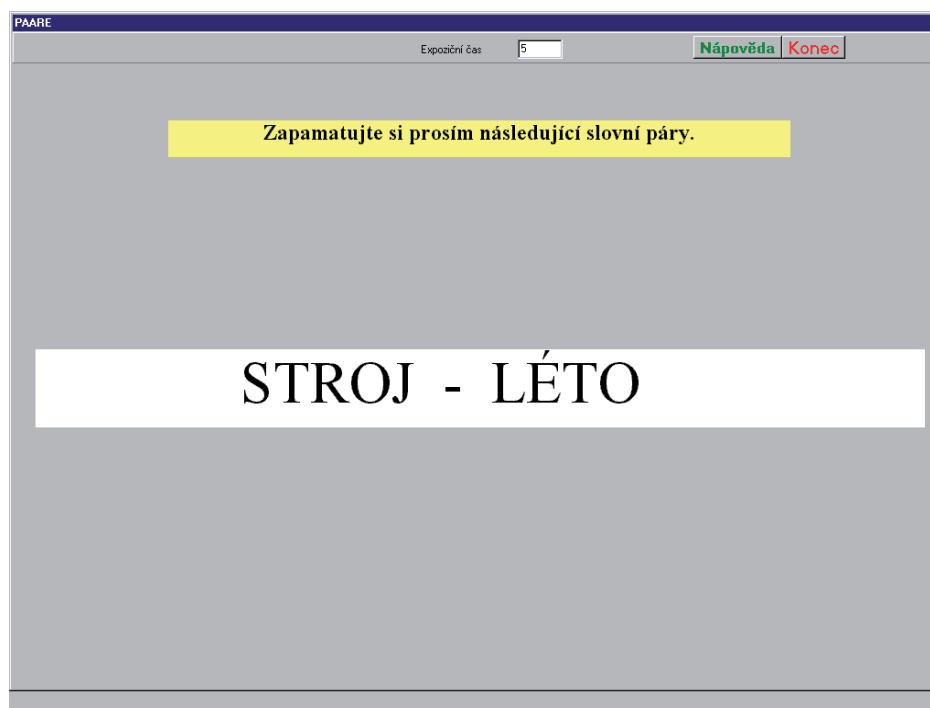 PAARE
Expoziční čas 5 Nápověda Konec
Zapamatujte si prosím následující slovní páry.
STROJ - LÉTO